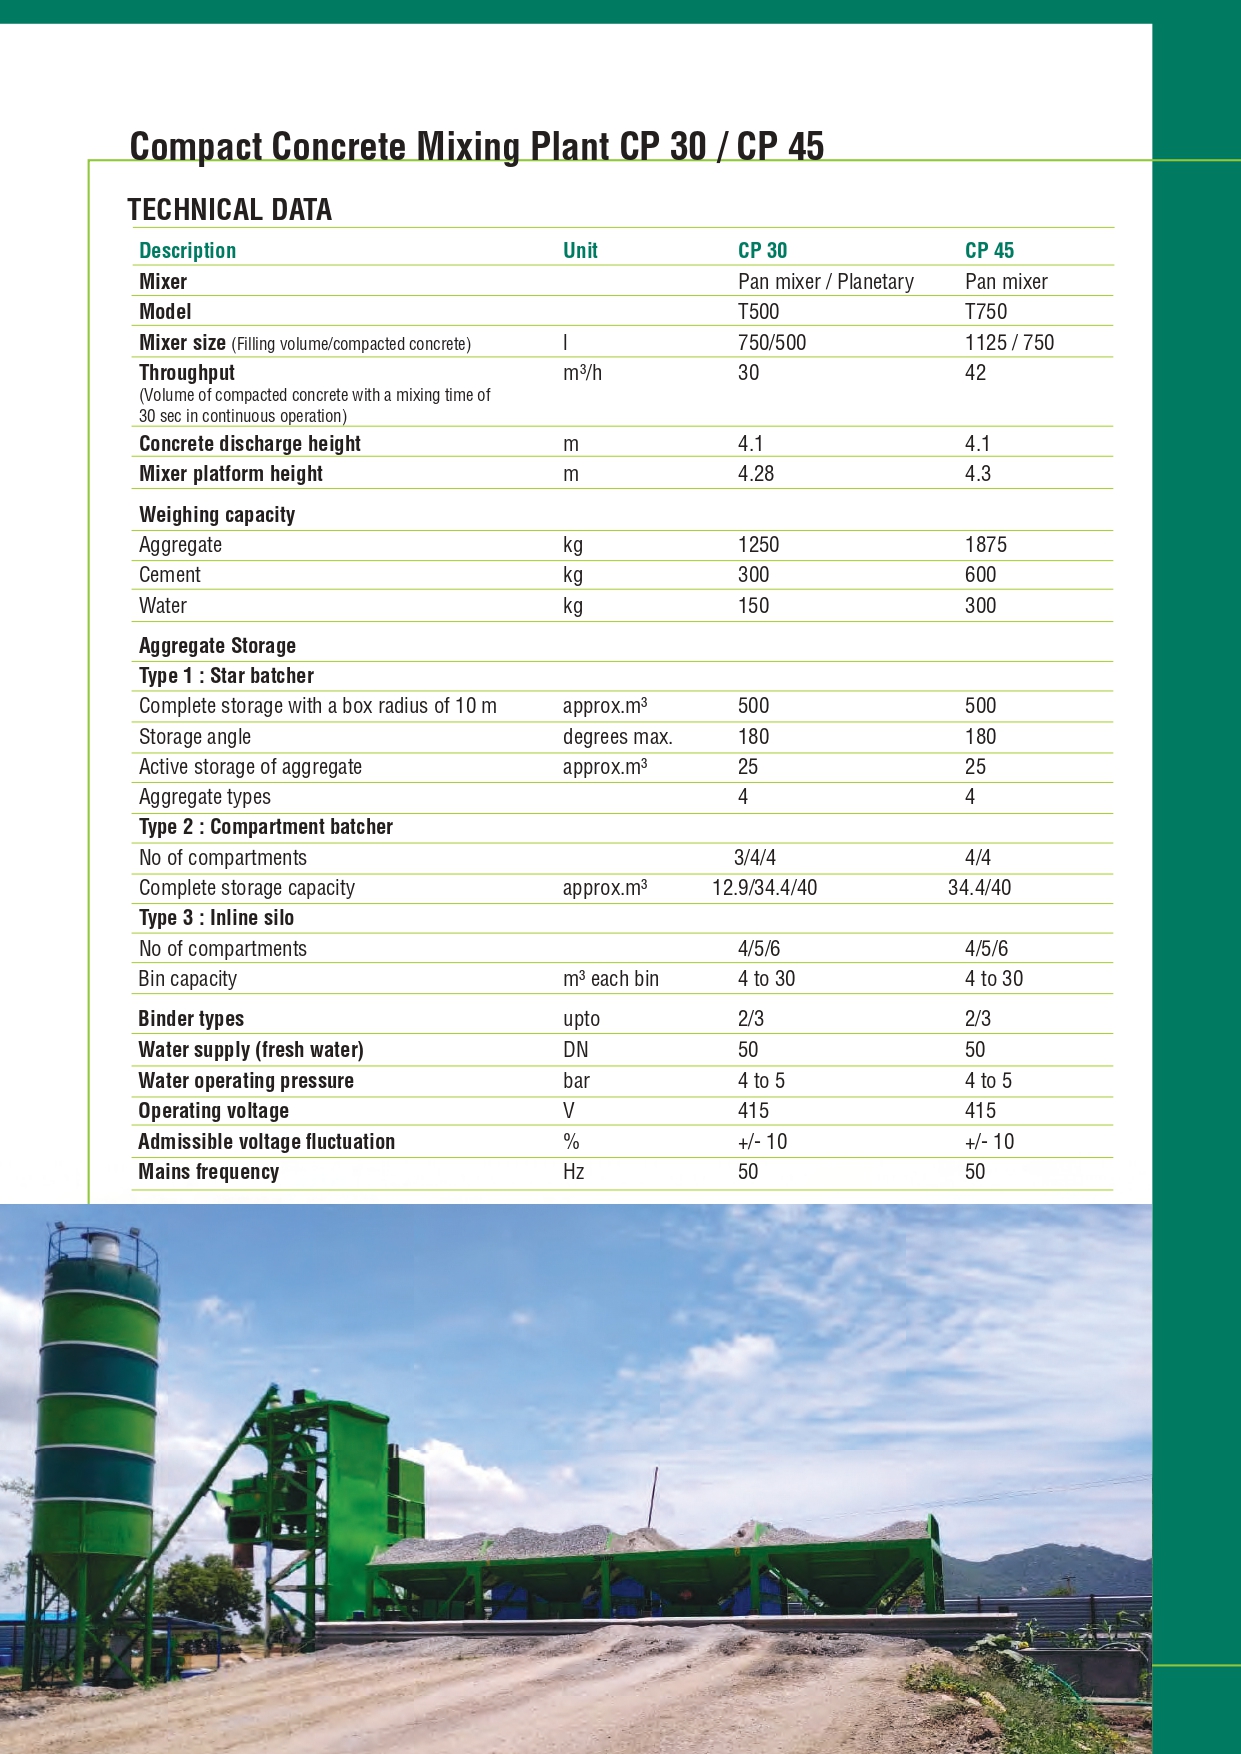 Compact Concrete Mixing Plant CP 30 / CP 45
TECHNICAL DATA
Description Unit CP 30 CP 45
Mixer Pan mixer / Planetary Pan mixer
Model T500 T750
Mixer size (Filling volume/compacted concrete) l 750/500 1125 / 750
Throughput m³/h 30 42
(Volume of compacted concrete with a mixing time of
30 sec in continuous operation)
Concrete discharge height m 4.1 4.1
Mixer platform height m 4.28 4.3
Weighing capacity
Aggregate kg 1250 1875
Cement kg 300 600
Water kg 150 300
Aggregate Storage
Type 1 : Star batcher
Complete storage with a box radius of 10 m approx.m³ 500 500
Storage angle degrees max. 180 180
Active storage of aggregate approx.m³ 25 25
Aggregate types 4 4
Type 2 : Compartment batcher
No of compartments 3/4/4 4/4
Complete storage capacity approx.m³ 12.9/34.4/40 34.4/40
Type 3 : Inline silo
No of compartments 4/5/6 4/5/6
Bin capacity m³ each bin 4 to 30 4 to 30
Binder types upto 2/3 2/3
Water supply (fresh water) DN 50 50
Water operating pressure bar 4 to 5 4 to 5
Operating voltage V 415 415
Admissible voltage fluctuation % +/- 10 +/- 10
Mains frequency Hz 50 50